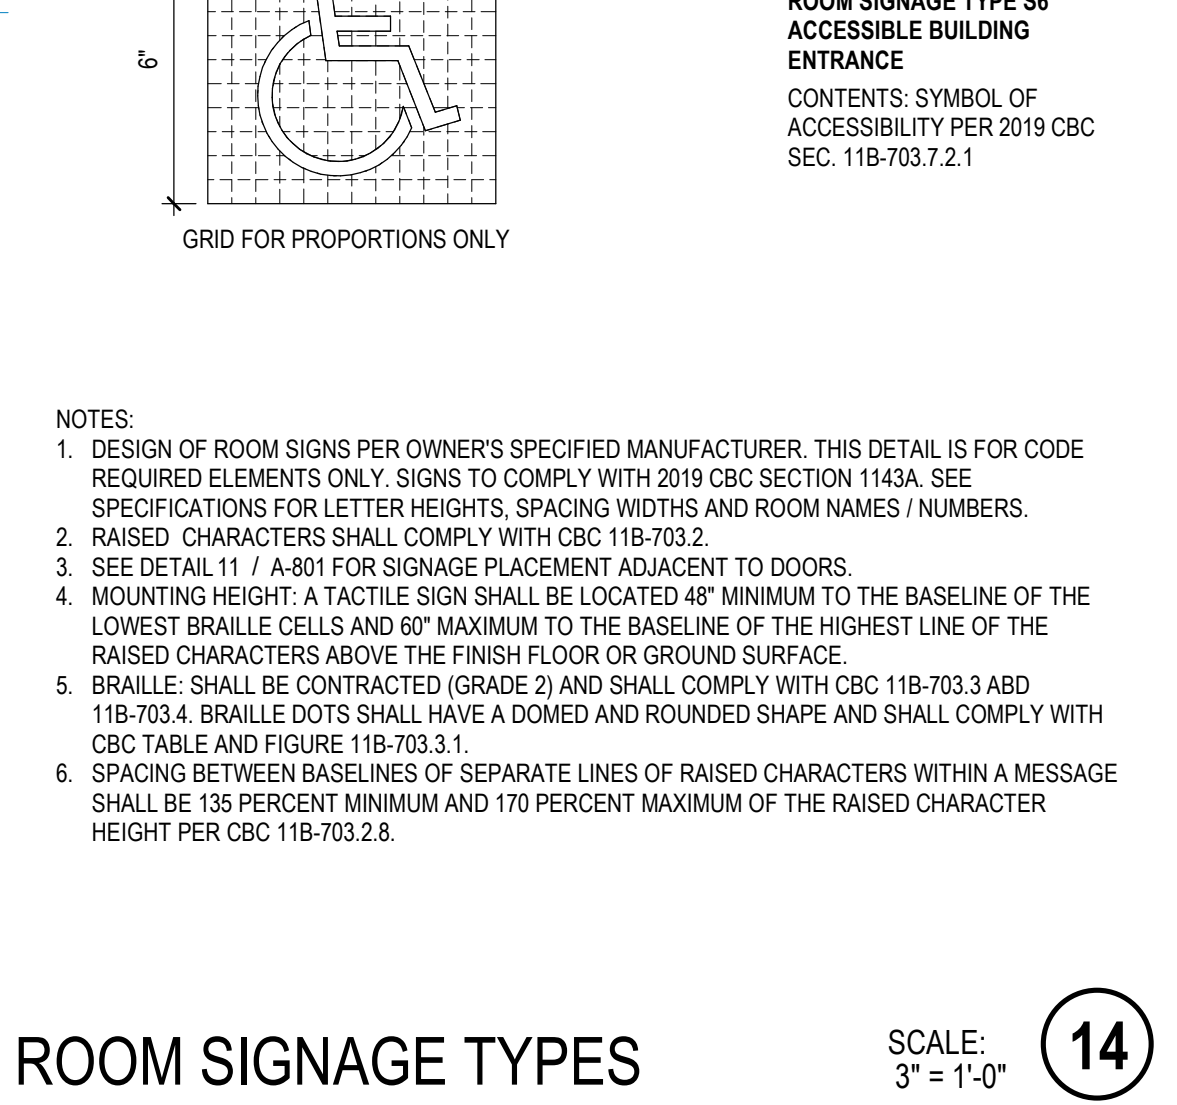 ROOM SIGNAGE TYPE S6
ACCESSIBLE BUILDING
ENTRANCE
CONTENTS: SYMBOL OF
ACCESSIBILITY PER 2019 CBC
SEC. 11B-703.7.2.1
6"
GRID FOR PROPORTIONS ONLY
NOTES:
1. DESIGN OF ROOM SIGNS PER OWNER'S SPECIFIED MANUFACTURER. THIS DETAIL IS FOR CODE
REQUIRED ELEMENTS ONLY. SIGNS TO COMPLY WITH 2019 CBC SECTION 1143A. SEE
SPECIFICATIONS FOR LETTER HEIGHTS, SPACING WIDTHS AND ROOM NAMES / NUMBERS.
2. RAISED CHARACTERS SHALL COMPLY WITH CBC 11B-703.2.
3. SEE DETAIL 11 / A-801 FOR SIGNAGE PLACEMENT ADJACENT TO DOORS.
4. MOUNTING HEIGHT: A TACTILE SIGN SHALL BE LOCATED 48" MINIMUM TO THE BASELINE OF THE
LOWEST BRAILLE CELLS AND 60" MAXIMUM TO THE BASELINE OF THE HIGHEST LINE OF THE
RAISED CHARACTERS ABOVE THE FINISH FLOOR OR GROUND SURFACE.
5. BRAILLE: SHALL BE CONTRACTED (GRADE 2) AND SHALL COMPLY WITH CBC 11B-703.3 ABD
11B-703.4. BRAILLE DOTS SHALL HAVE A DOMED AND ROUNDED SHAPE AND SHALL COMPLY WITH
CBC TABLE AND FIGURE 11B-703.3.1.
6. SPACING BETWEEN BASELINES OF SEPARATE LINES OF RAISED CHARACTERS WITHIN A MESSAGE
SHALL BE 135 PERCENT MINIMUM AND 170 PERCENT MAXIMUM OF THE RAISED CHARACTER
HEIGHT PER CBC 11B-703.2.8.
ROOM SIGNAGE TYPES
SCALE:
3" = 1'-0"
14